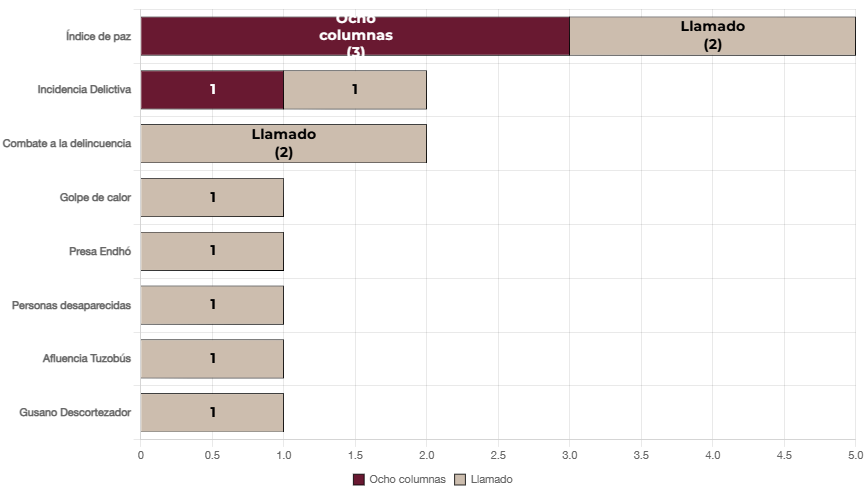 Índice de paz
Ocho
columnas
(3)
Llamado
(2)
Incidencia Delictiva
1
1
Combate a la delincuencia
Llamado
(2)
Golpe de calor
1
Presa Endhó
1
Personas desaparecidas
1
Afluencia Tuzobús
1
Gusano Descortezador
1
0 0.5 1.0 1.5 2.0 2.5 3.0 3.5 4.0 4.5 5.0
Ocho columnas Llamado